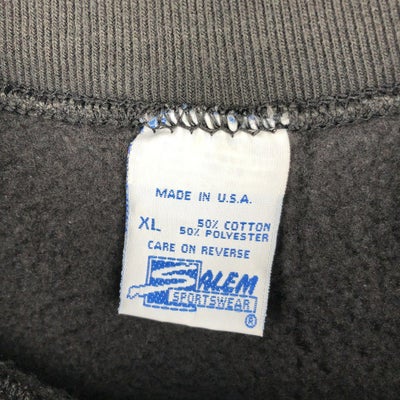 MADE IN U.S.A.
XL 50% COTTON
50% POLYESTER
CARE ON REVERSE
SALEM
SPORTSWEAR
®